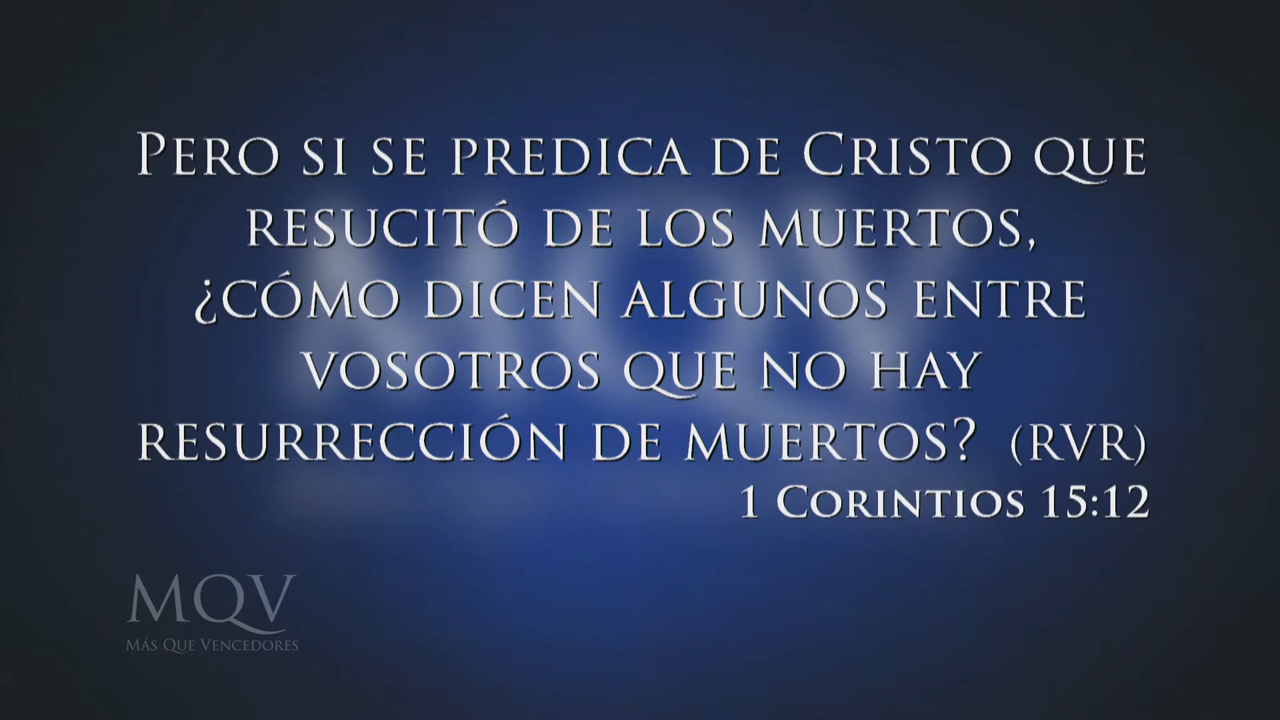 Pero si se predica de Cristo que
resucitó de los muertos,
¿cómo dicen algunos entre
vosotros que no hay
resurrección de muertos? (RVR)
1 Corintios 15:12
MQV
Más Que Vencedores